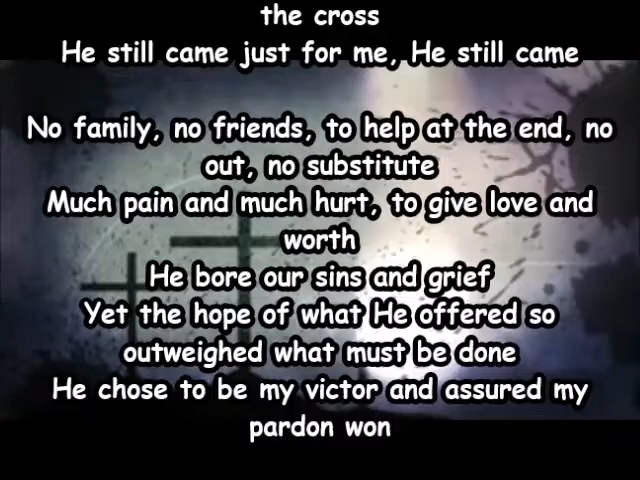 the cross
He still came just for me, He still came
No family, no friends, to help at the end, no
out, no substitute
Much pain and much hurt, to give love and
worth
He bore our sins and grief
Yet the hope of what He offered so
outweighed what must be done
He chose to be my victor and assured my
pardon won